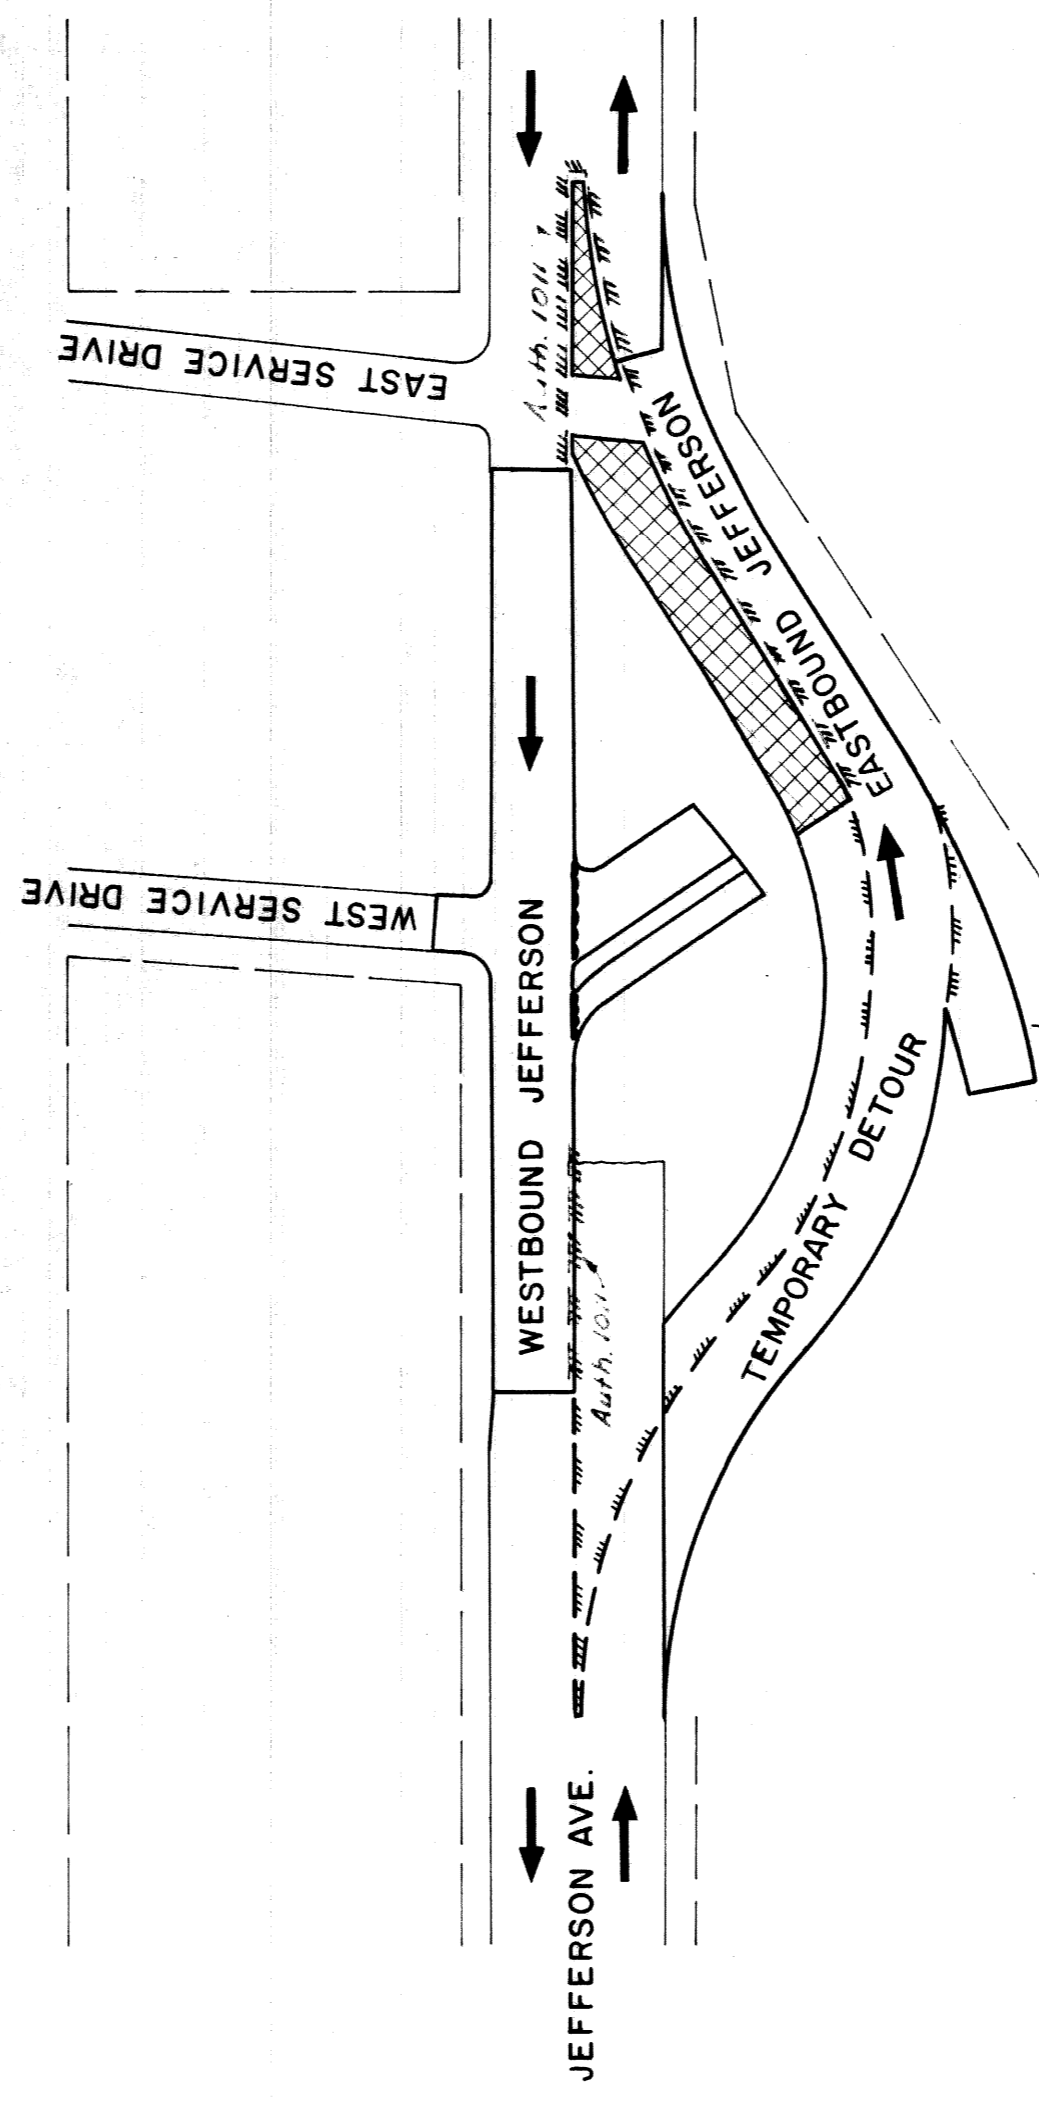 EAST SERVICE DRIVE
WEST SERVICE DRIVE
Auth. 1011
WESTBOUND JEFFERSON
Auth. 1011
EASTBOUND JEFFERSON
TEMPORARY DETOUR
JEFFERSON AVE.